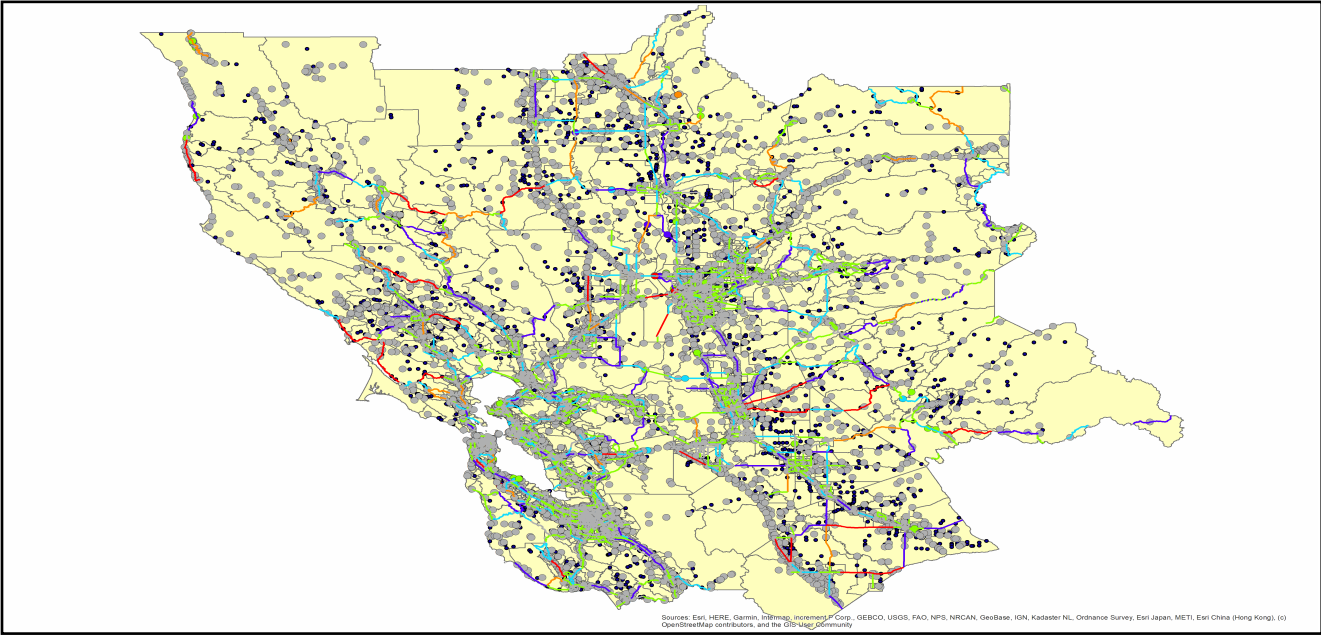 Sources: Esri, HERE, Garmin, Intermap, increment P Corp., GEBCO, USGS, FAO, NPS, NRCAN, GeoBase, IGN, Kadaster NL, Ordnance Survey, Esri Japan, METI, Esri China (Hong Kong), (c)
OpenStreetMap contributors, and the GIS User Community